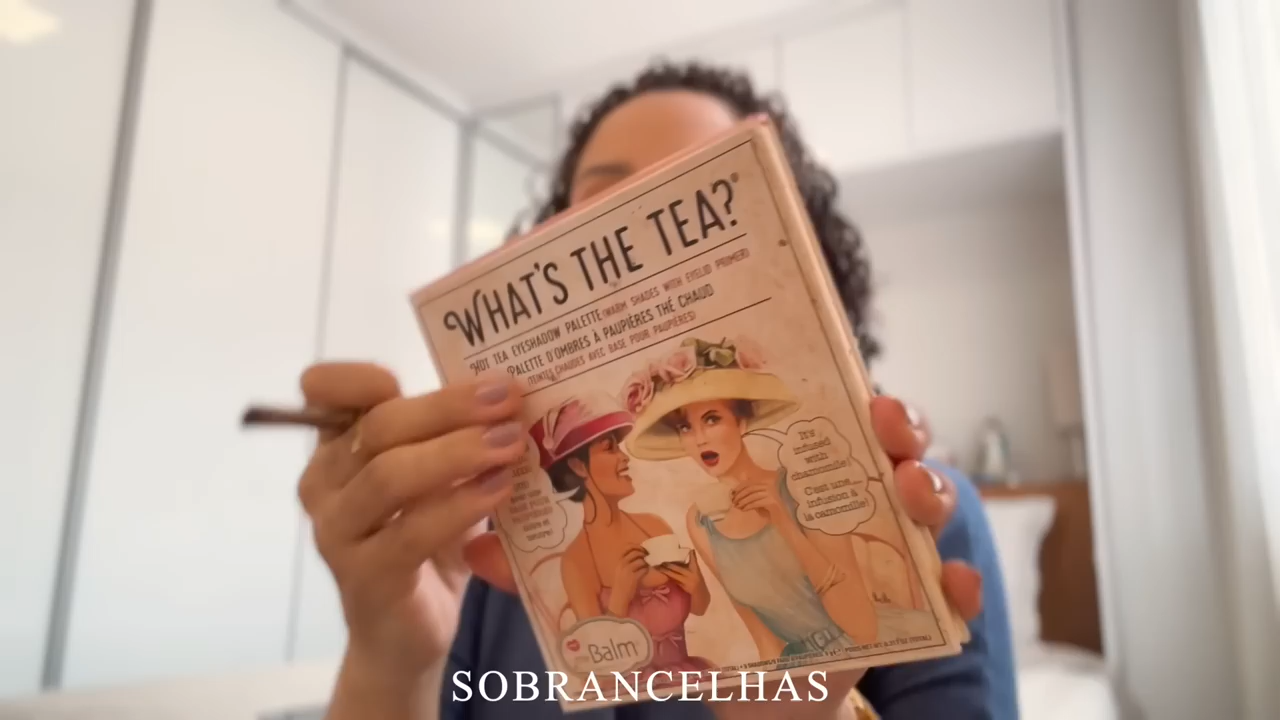 WHAT'S THE TEA?®
HOT TEA EYESHADOW PALETTE (WARM SHADES WITH EYELID PRIMER)
PALETTE D'OMBRES À PAUPIÈRES THÉ CHAUD
(TEINTES CHAUDES AVEC BASE POUR PAUPIÈRES)
It's
infused
with
chamomile!
C'est une...
infusion à
la camomille!
Balm
SOBRANCELHAS